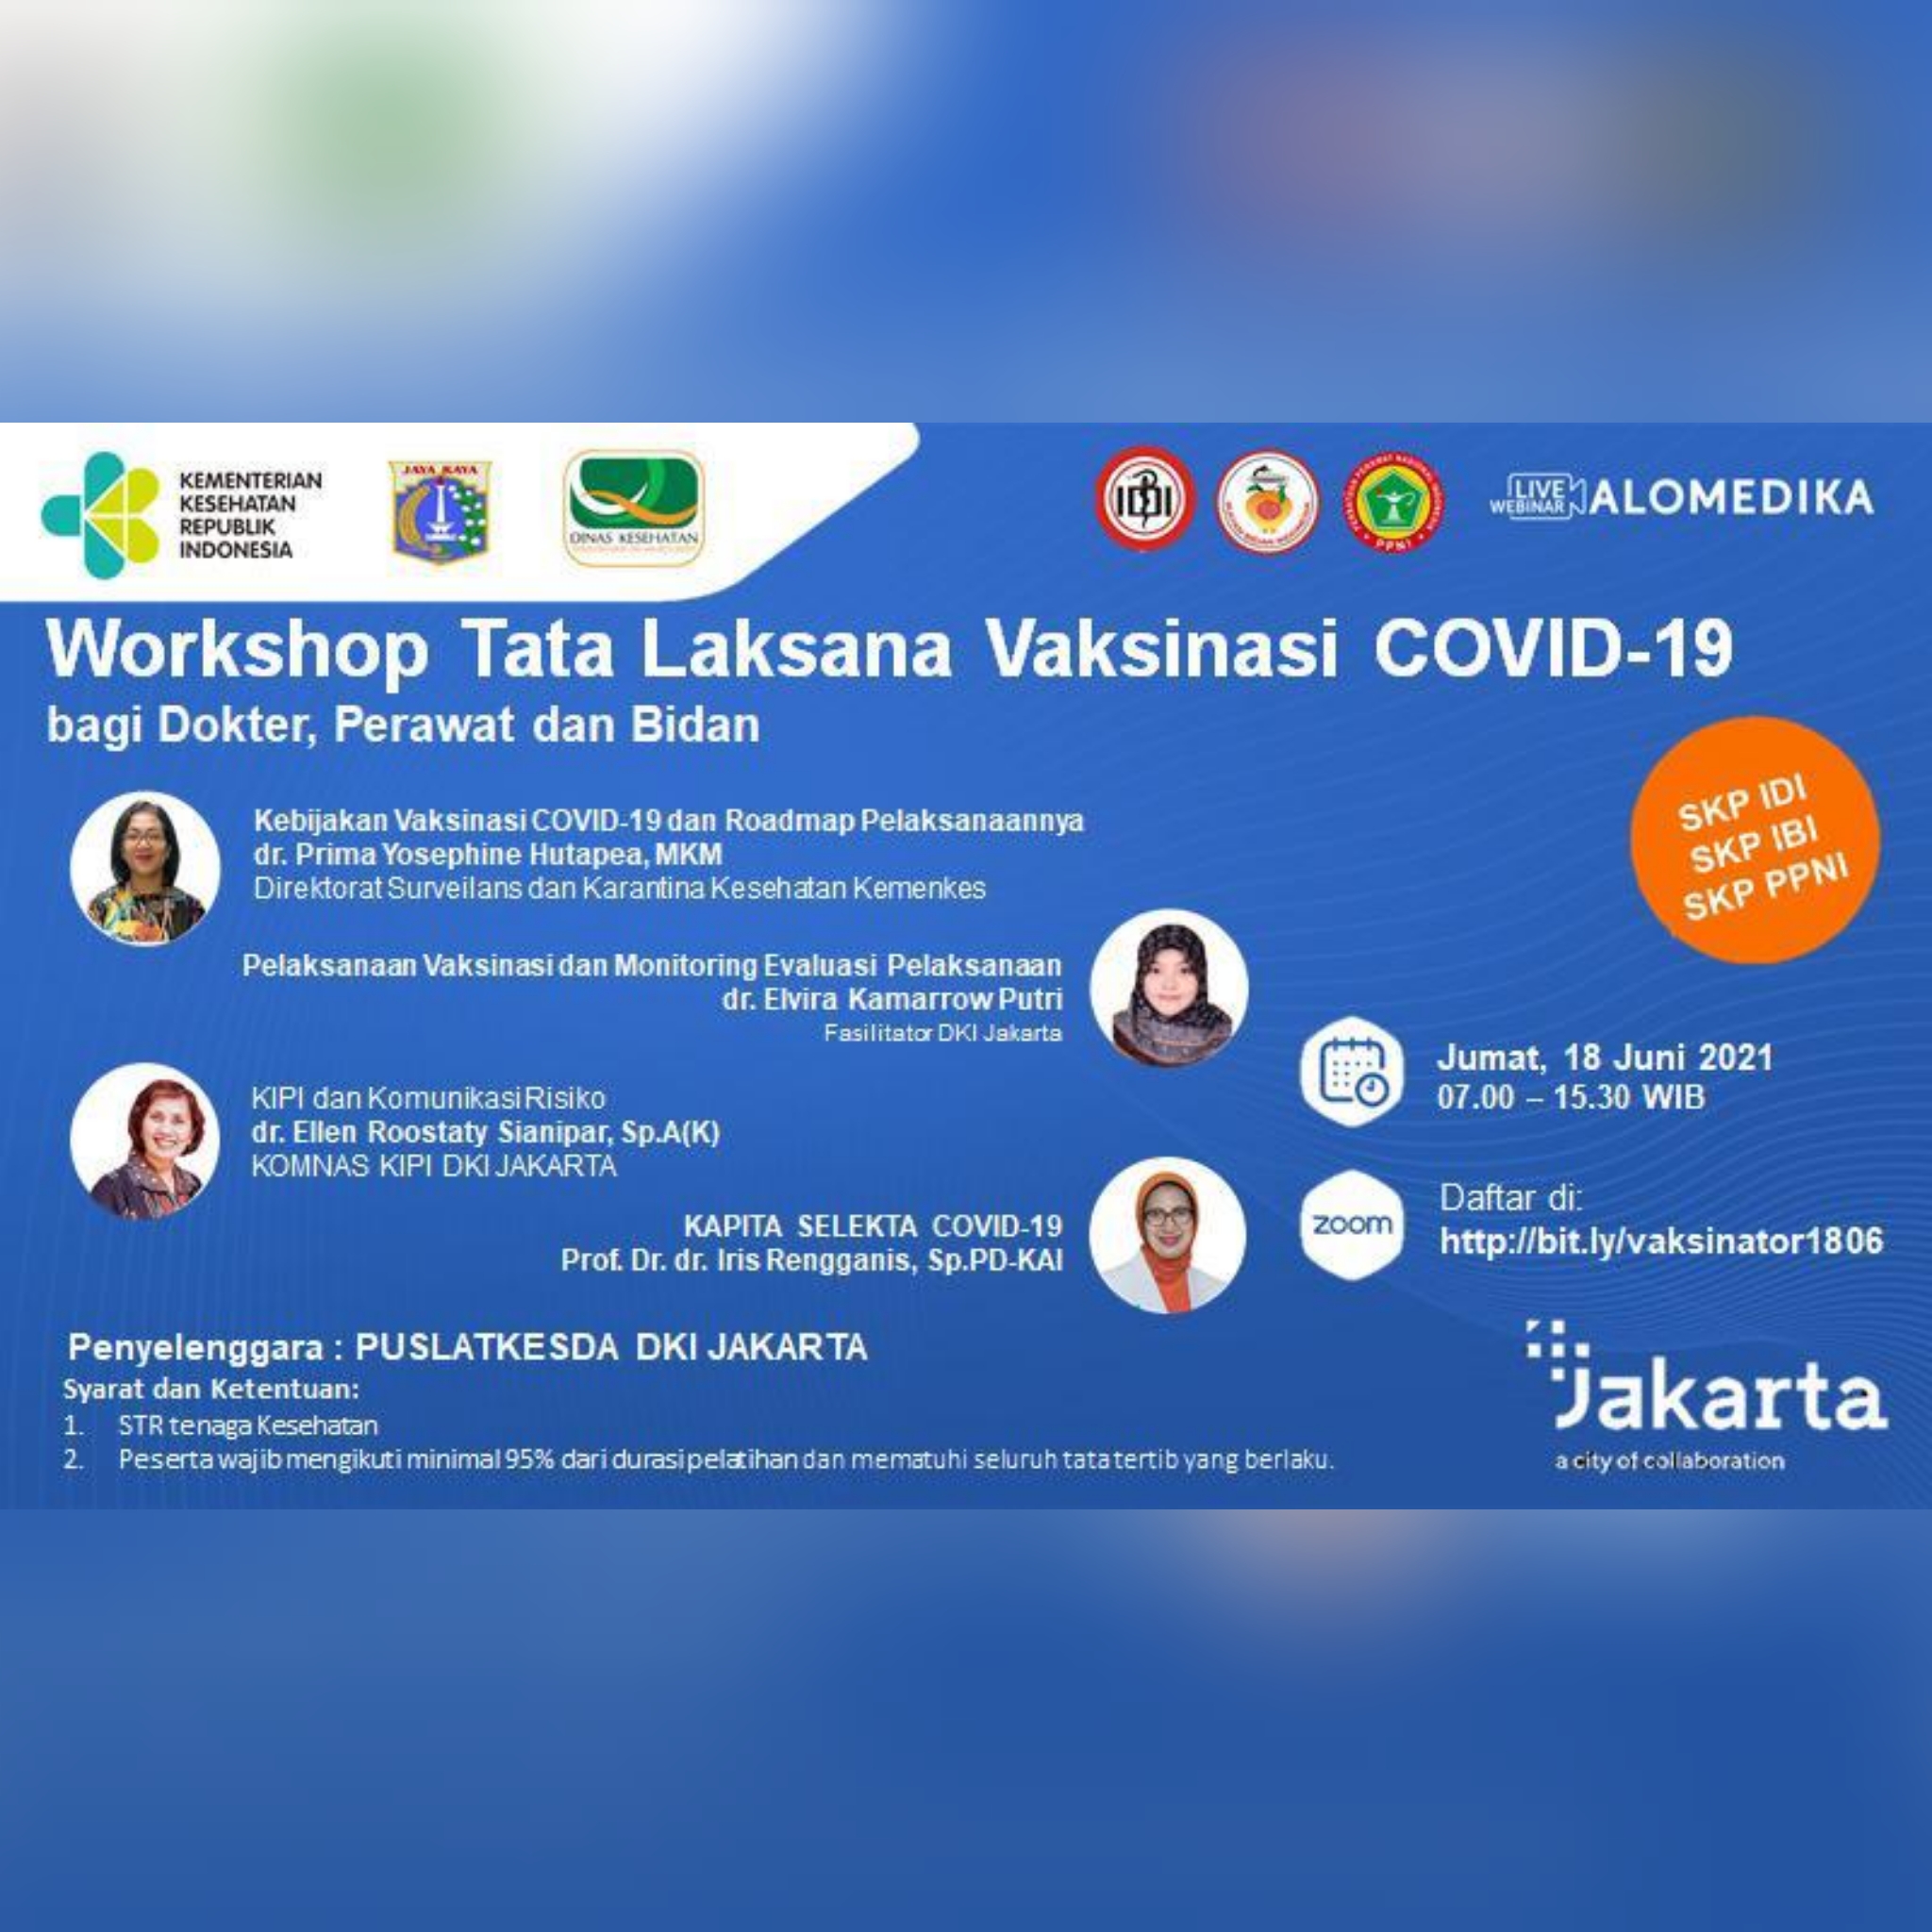 KEMENTERIAN
KESEHATAN
REPUBLIK
INDONESIA
JAYA RAYA
DINAS KESEHATAN
IDI
PPNI
LIVE
WEBINAR
ALOMEDIKA
Workshop Tata Laksana Vaksinasi COVID-19
bagi Dokter, Perawat dan Bidan
SKP IDI
SKP IBI
SKP PPNI
Kebijakan Vaksinasi COVID-19 dan Roadmap Pelaksanaannya
dr. Prima Yosephine Hutapea, MKM
Direktorat Surveilans dan Karantina Kesehatan Kemenkes
Pelaksanaan Vaksinasi dan Monitoring Evaluasi Pelaksanaan
dr. Elvira Kamarrow Putri
Fasilitator DKI Jakarta
KIPI dan Komunikasi Risiko
dr. Ellen Roostaty Sianipar, Sp.A(K)
KOMNAS KIPI DKI JAKARTA
KAPITA SELEKTA COVID-19
Prof. Dr. dr. Iris Rengganis, Sp.PD-KAI
Jumat, 18 Juni 2021
07.00 – 15.30 WIB
zoom
Daftar di:
http://bit.ly/vaksinator1806
Penyelenggara : PUSLATKESDA DKI JAKARTA
Syarat dan Ketentuan:
1. STR tenaga Kesehatan
2. Peserta wajib mengikuti minimal 95% dari durasi pelatihan dan mematuhi seluruh tata tertib yang berlaku.
Jakarta
a city of collaboration